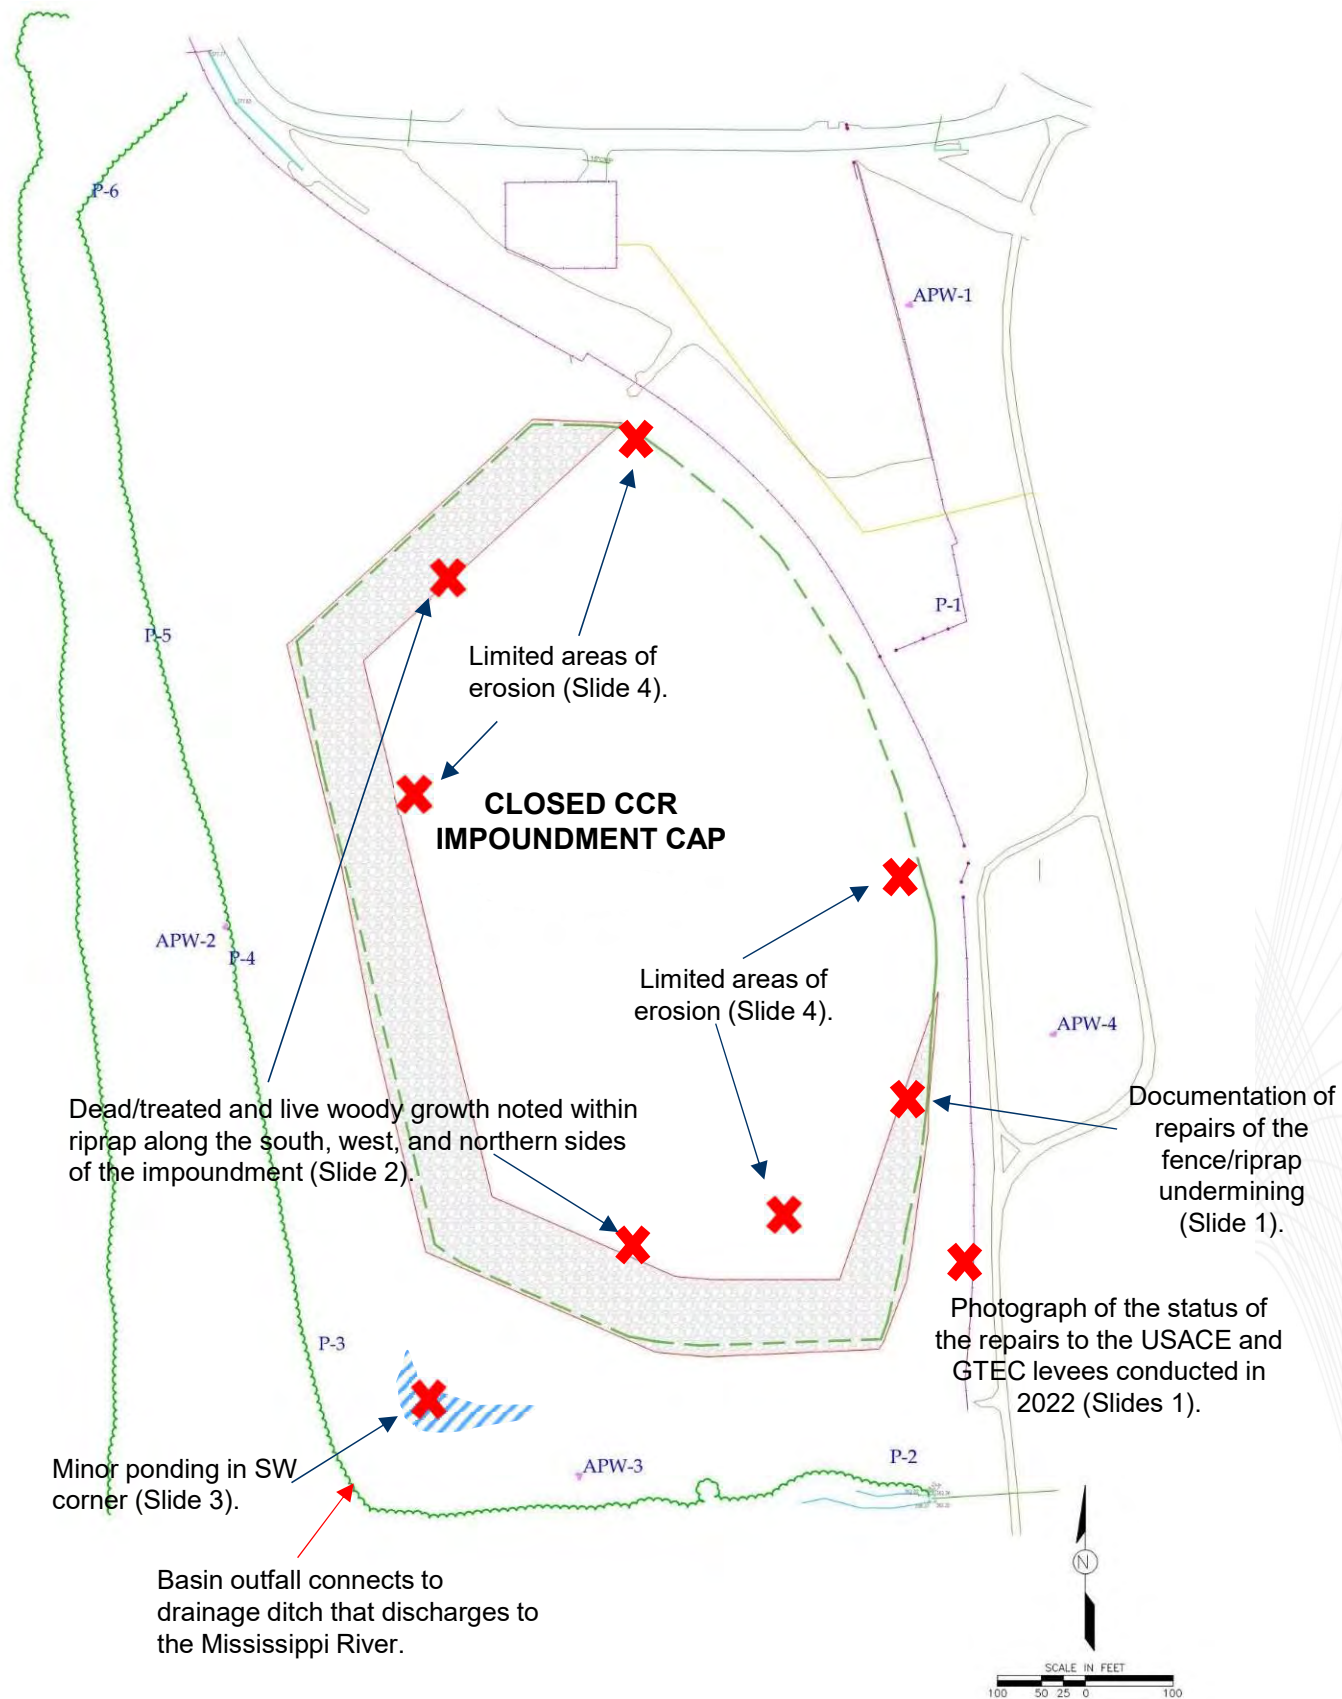 P-6
APW-1
P-1
P-5
Limited areas of
erosion (Slide 4).
CLOSED CCR
IMPOUNDMENT CAP
APW-2
P-4
Limited areas of
erosion (Slide 4).
APW-4
Dead/treated and live woody growth noted within
riprap along the south, west, and northern sides
of the impoundment (Slide 2).
Documentation of
repairs of the
fence/riprap
undermining
(Slide 1).
Photograph of the status of
the repairs to the USACE and
GTEC levees conducted in
2022 (Slides 1).
P-3
Minor ponding in SW
corner (Slide 3).
APW-3
P-2
Basin outfall connects to
drainage ditch that discharges to
the Mississippi River.
N
SCALE IN FEET
100 50 25 0 100